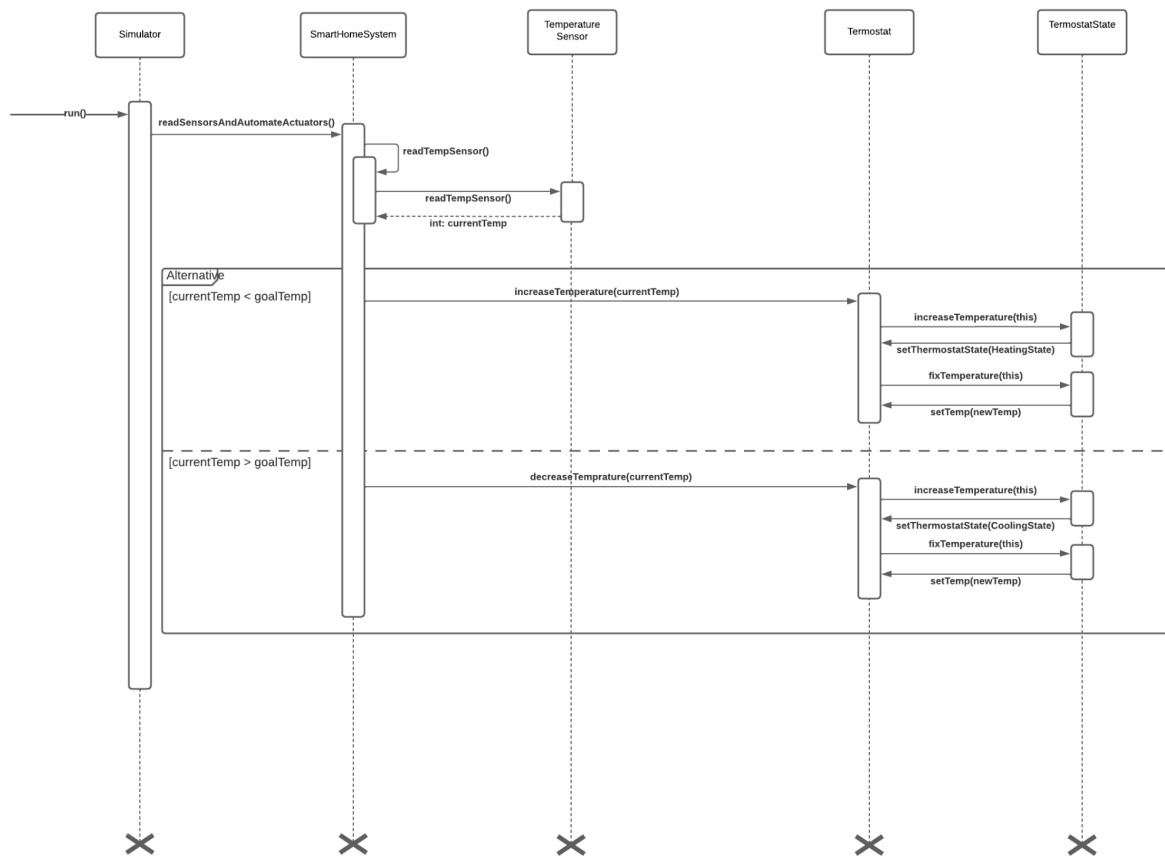 Simulator
SmartHomeSystem
Temperature
Sensor
Termostat
TermostatState
run()
readSensorsAndAutomateActuators()
readTempSensor()
readTempSensor()
int: currentTemp
Alternative
[currentTemp < goalTemp]
increaseTemperature(currentTemp)
increaseTemperature(this)
setThermostatState(HeatingState)
fixTemperature(this)
setTemp(newTemp)
[currentTemp > goalTemp]
decreaseTemprature(currentTemp)
increaseTemperature(this)
setThermostatState(CoolingState)
fixTemperature(this)
setTemp(newTemp)